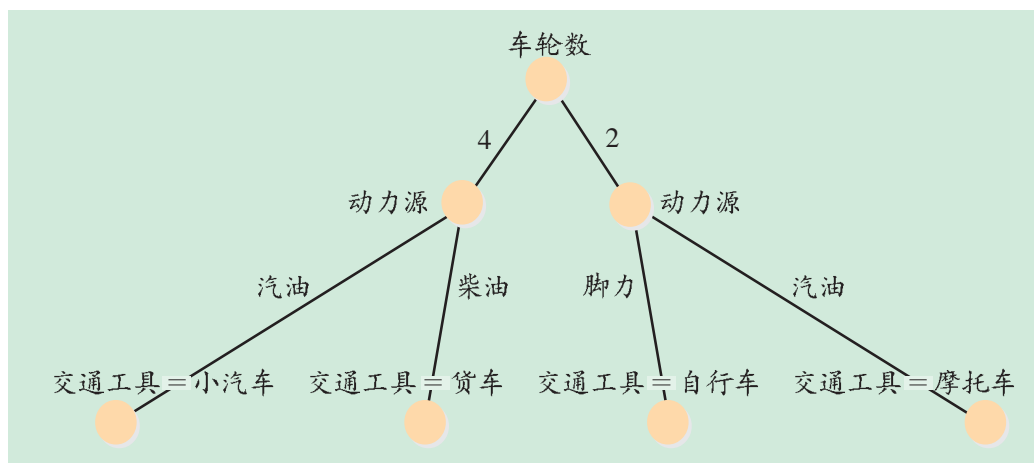 车轮数
4
2
动力源
动力源
汽油
柴油
脚力
汽油
交通工具＝小汽车
交通工具＝货车
交通工具＝自行车
交通工具＝摩托车